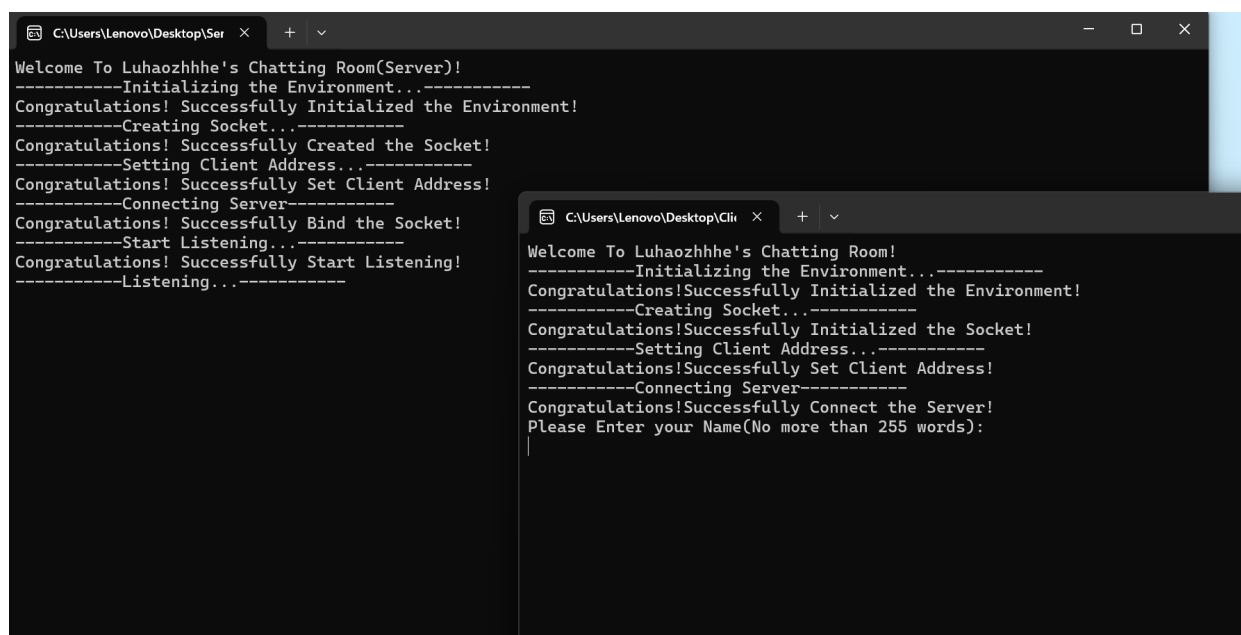 C:\Users\Lenovo\Desktop\Ser
Welcome To Luhaozhhhe's Chatting Room(Server)!
-----------Initializing the Environment...-----------
Congratulations! Successfully Initialized the Environment!
-----------Creating Socket...-----------
Congratulations! Successfully Created the Socket!
-----------Setting Client Address...-----------
Congratulations! Successfully Set Client Address!
-----------Connecting Server-----------
Congratulations! Successfully Bind the Socket!
-----------Start Listening...-----------
Congratulations! Successfully Start Listening!
-----------Listening...-----------
C:\Users\Lenovo\Desktop\Clie
Welcome To Luhaozhhhe's Chatting Room!
-----------Initializing the Environment...-----------
Congratulations!Successfully Initialized the Environment!
-----------Creating Socket...-----------
Congratulations!Successfully Initialized the Socket!
-----------Setting Client Address...-----------
Congratulations!Successfully Set Client Address!
-----------Connecting Server-----------
Congratulations!Successfully Connect the Server!
Please Enter your Name(No more than 255 words):